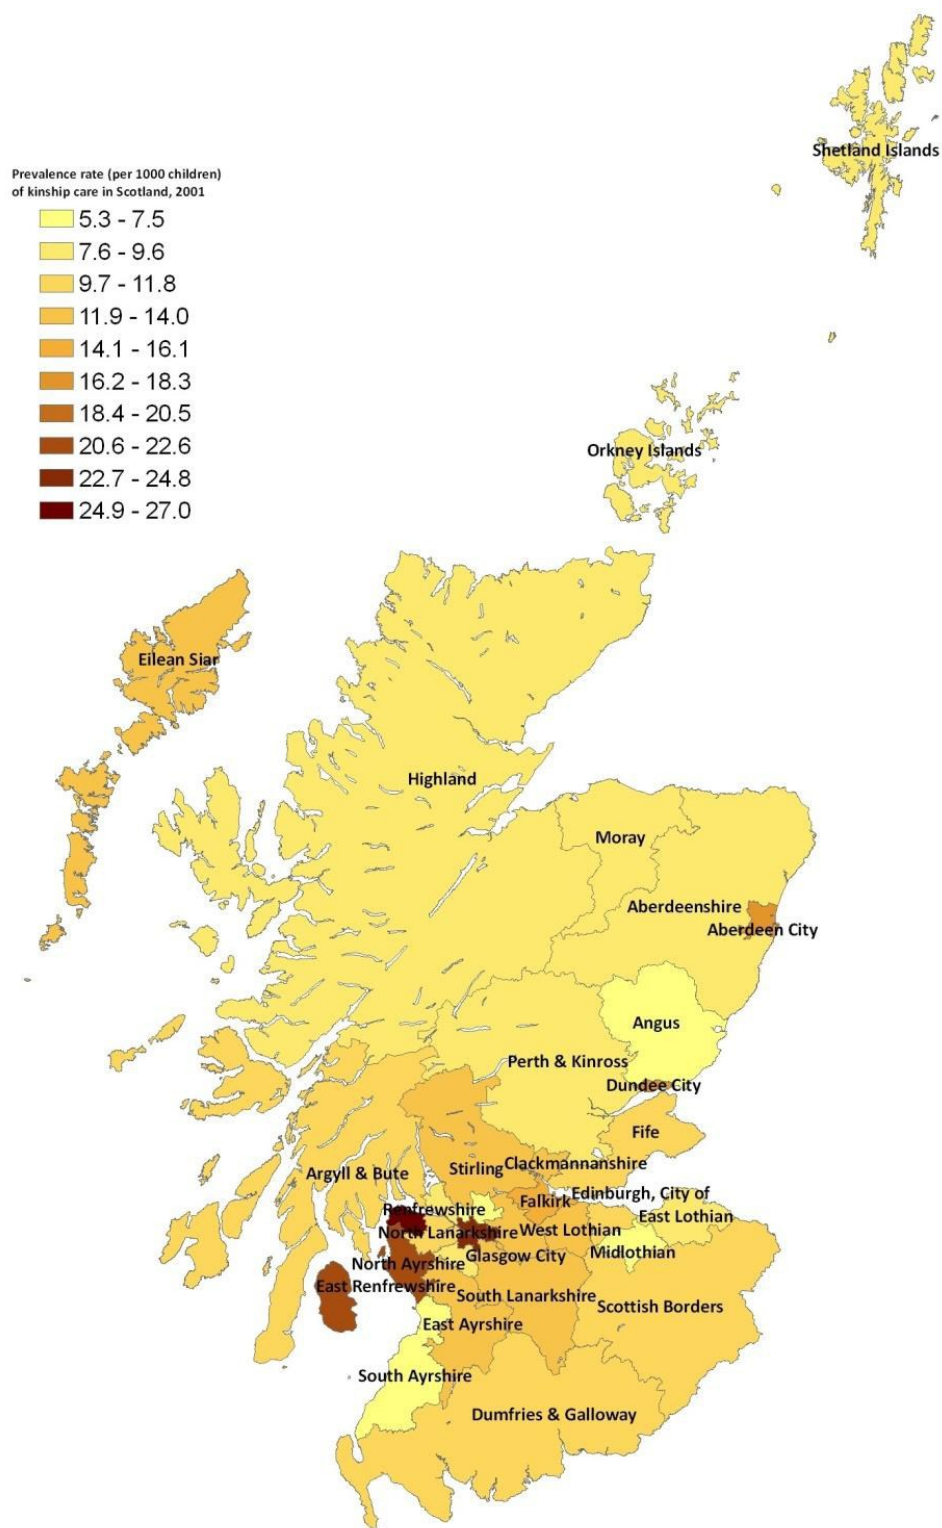 Shetland Islands
Prevalence rate (per 1000 children)
of kinship care in Scotland, 2001
5.3 - 7.5
7.6 - 9.6
9.7 - 11.8
11.9 - 14.0
14.1 - 16.1
16.2 - 18.3
18.4 - 20.5
20.6 - 22.6
22.7 - 24.8
24.9 - 27.0
Orkney Islands
Eilean Siar
Highland
Moray
Aberdeenshire
Aberdeen City
Angus
Perth & Kinross
Dundee City
Fife
Clackmannanshire
Stirling
Argyll & Bute
Edinburgh, City of
Falkirk
Renfrewshire
East Lothian
West Lothian
North Lanarkshire
Midlothian
Glasgow City
North Ayrshire
East Renfrewshire
South Lanarkshire
Scottish Borders
East Ayrshire
South Ayrshire
Dumfries & Galloway